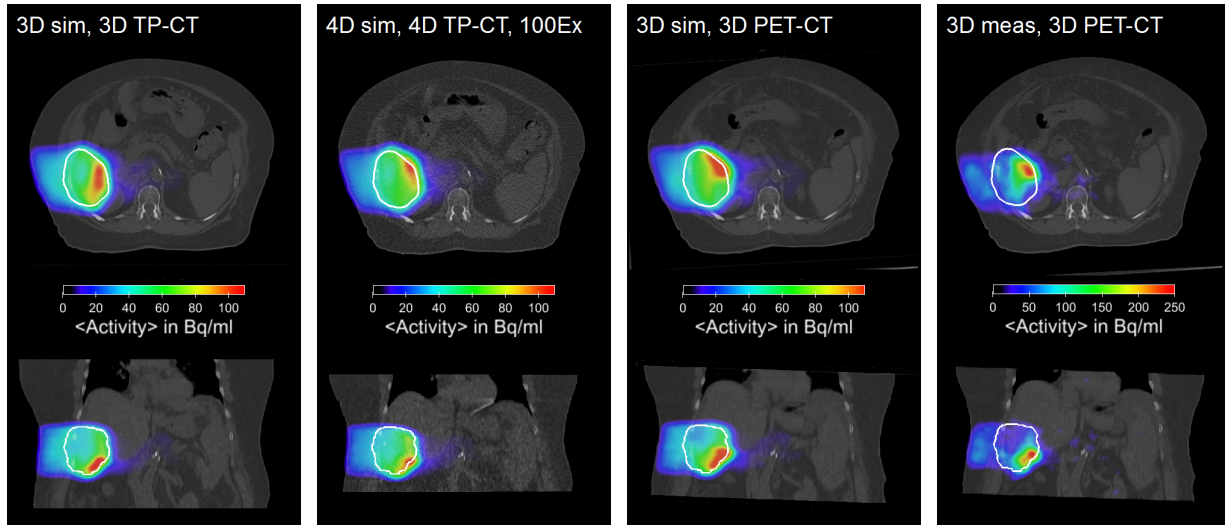 3D sim, 3D TP-CT
4D sim, 4D TP-CT, 100Ex
3D sim, 3D PET-CT
3D meas, 3D PET-CT
0 20 40 60 80 100
<Activity> in Bq/ml
0 20 40 60 80 100
<Activity> in Bq/ml
0 20 40 60 80 100
<Activity> in Bq/ml
0 50 100 150 200 250
<Activity> in Bq/ml